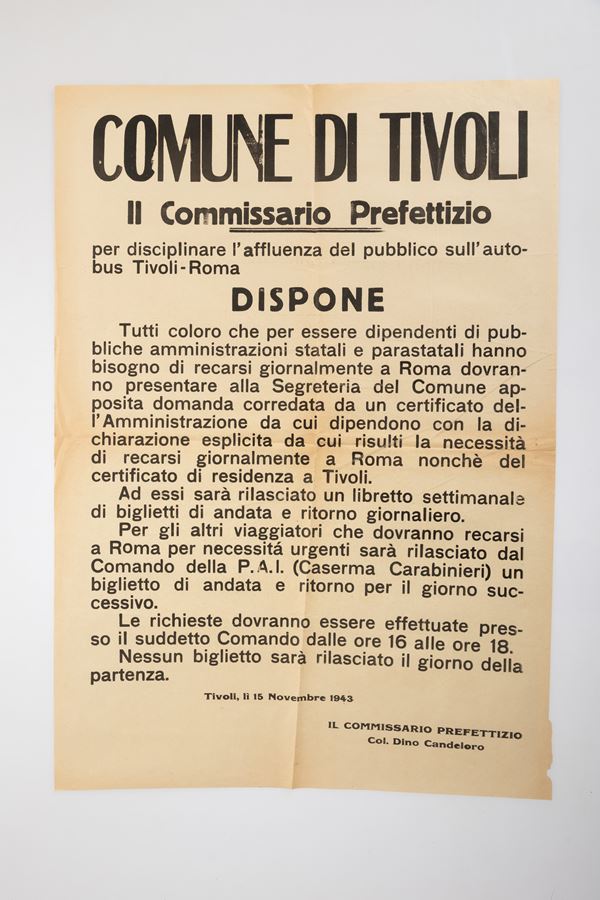 COMUNE DI TIVOLI
Il Commissario Prefettizio
per disciplinare l'affluenza del pubblico sull'auto-
bus Tivoli-Roma
DISPONE
Tutti coloro che per essere dipendenti di pub-
bliche amministrazioni statali e parastatali hanno
bisogno di recarsi giornalmente a Roma dovran-
no presentare alla Segreteria del Comune ap-
posita domanda corredata da un certificato del-
l'Amministrazione da cui dipendono con la di-
chiarazione esplicita da cui risulti la necessità
di recarsi giornalmente a Roma nonchè del
certificato di residenza a Tivoli.
Ad essi sarà rilasciato un libretto settimanale
di biglietti di andata e ritorno giornaliero.
Per gli altri viaggiatori che dovranno recarsi
a Roma per necessitá urgenti sarà rilasciato dal
Comando della P.A.I. (Caserma Carabinieri) un
biglietto di andata e ritorno per il giorno suc-
cessivo.
Le richieste dovranno essere effettuate pres-
so il suddetto Comando dalle ore 16 alle ore 18.
Nessun biglietto sarà rilasciato il giorno della
partenza.
Tivoli, lì 15 Novembre 1943
IL COMMISSARIO PREFETTIZIO
Col. Dino Candeloro